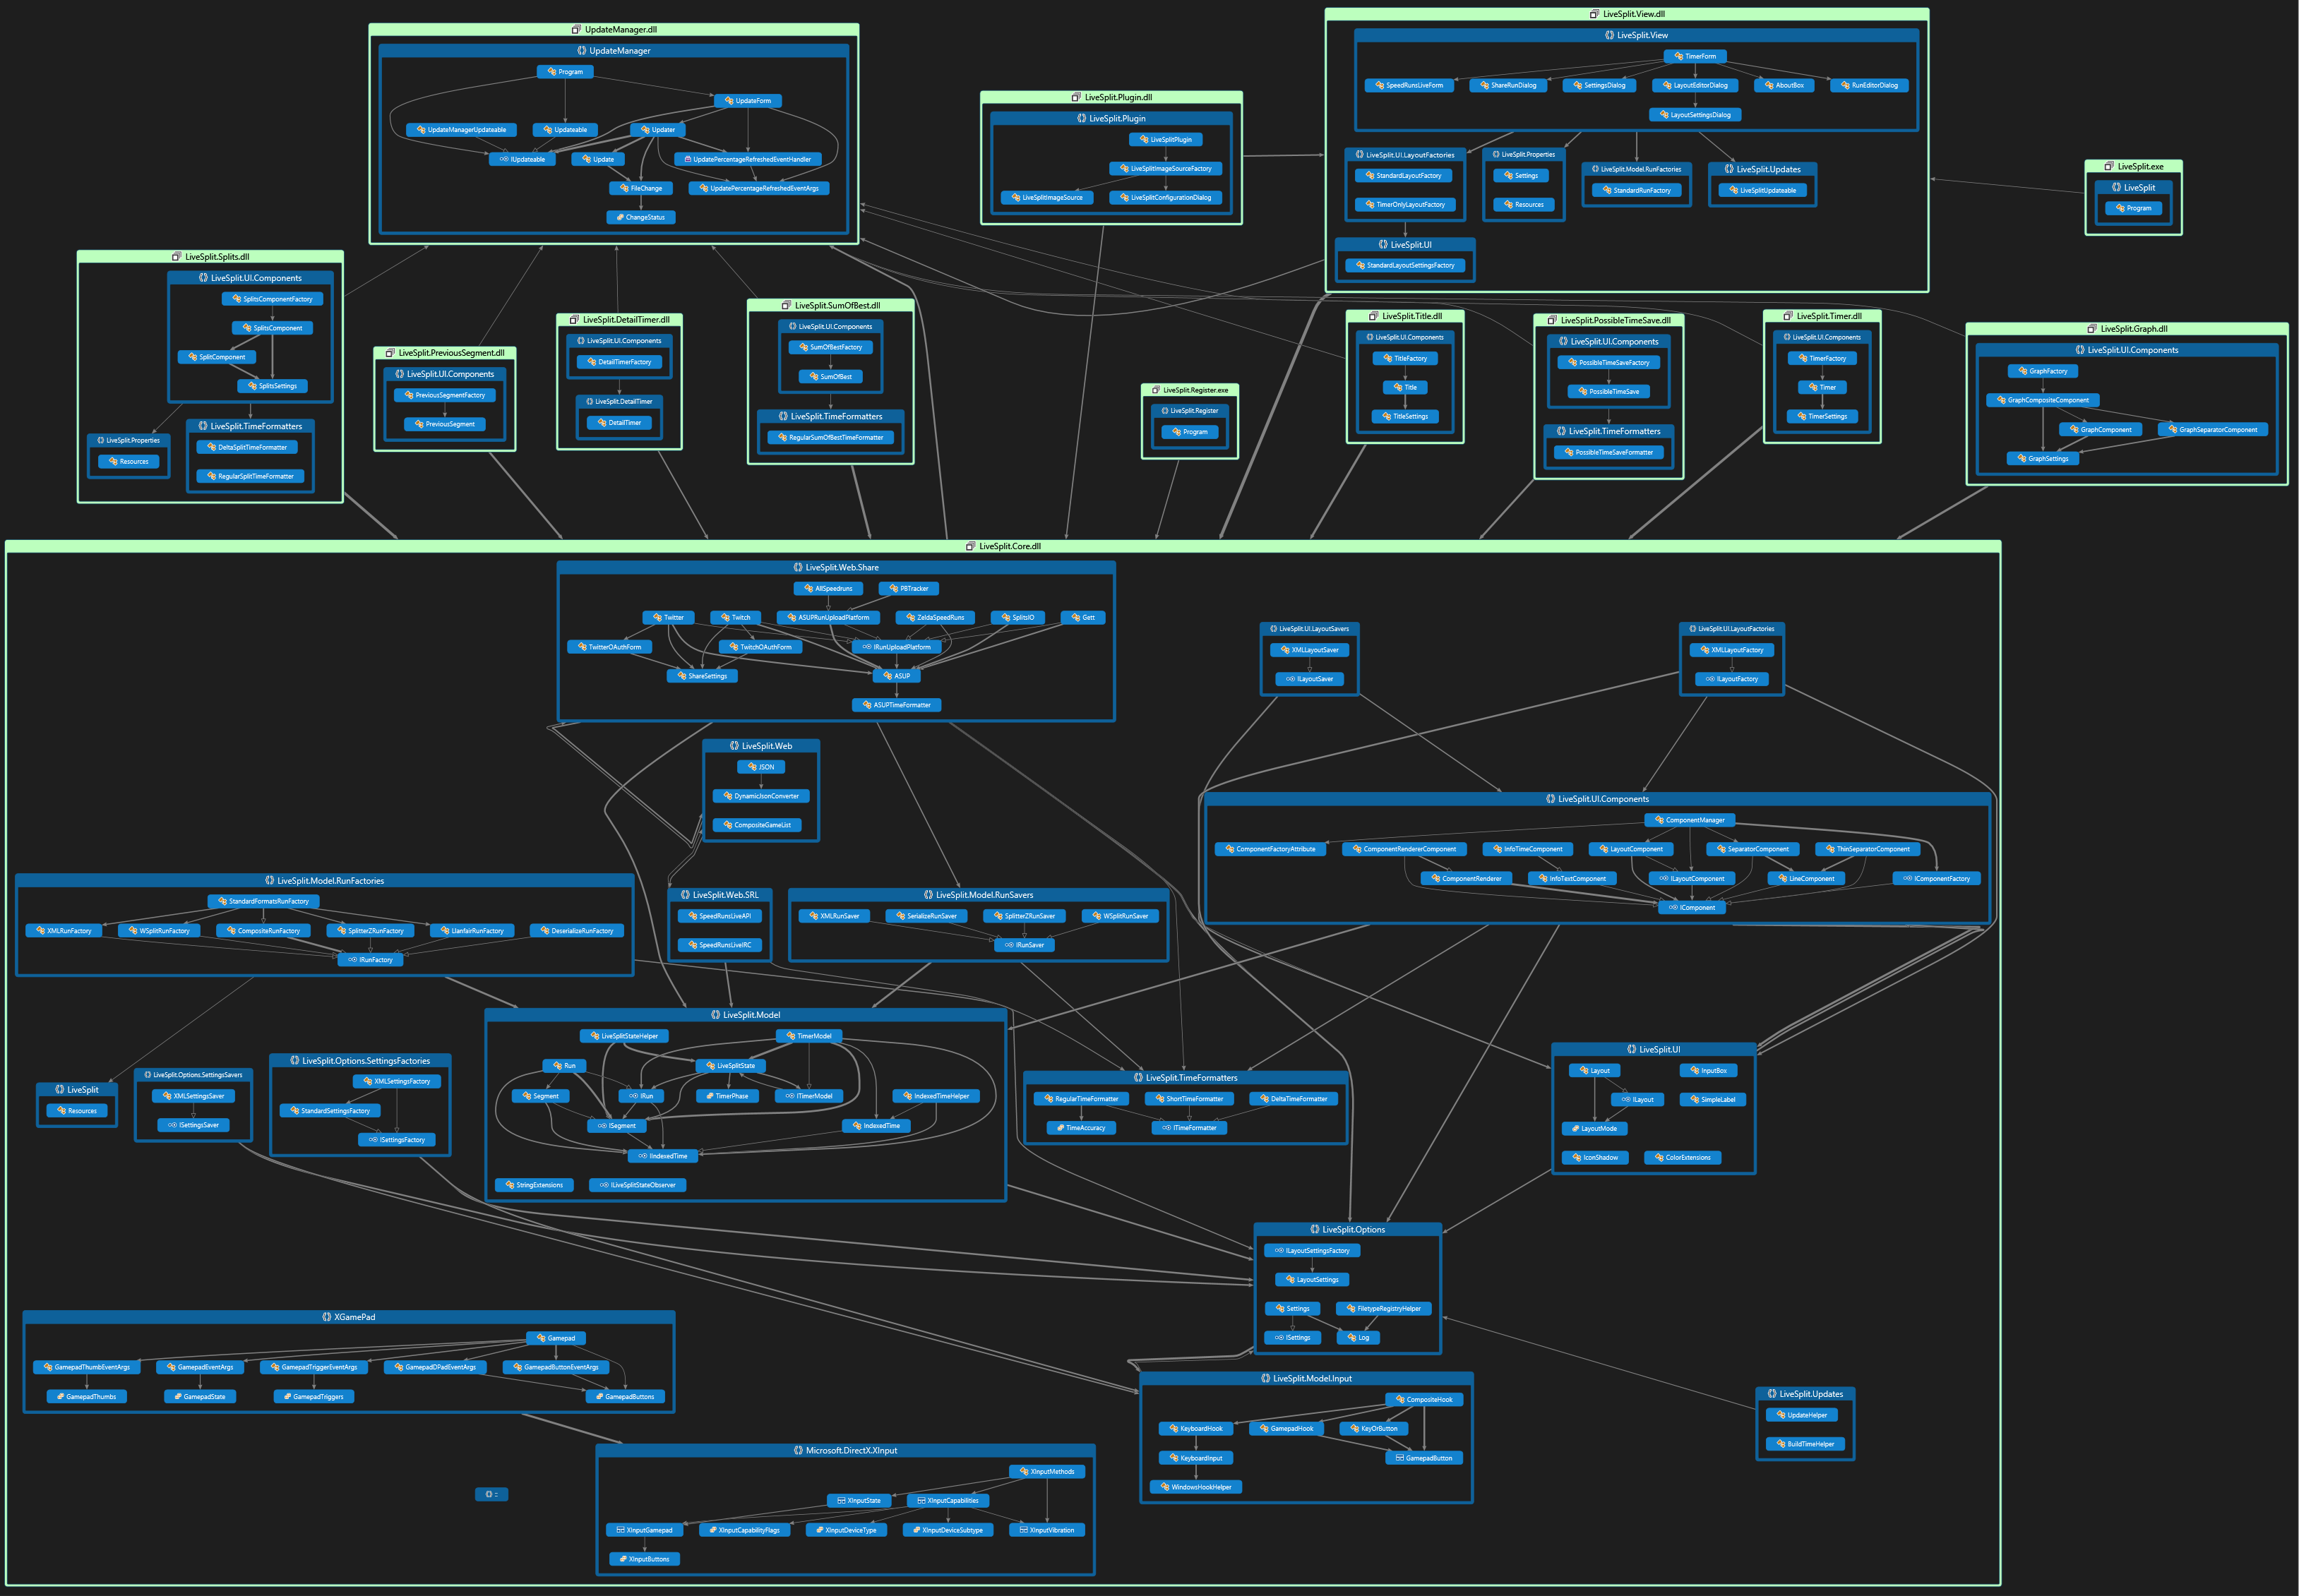 UpdateManager.dll
UpdateManager
Program
UpdateForm
UpdateManagerUpdateable
Updateable
Updater
IUpdateable
Update
UpdatePercentageRefreshedEventHandler
FileChange
UpdatePercentageRefreshedEventArgs
ChangeStatus
LiveSplit.Plugin.dll
LiveSplit.Plugin
LiveSplitPlugin
LiveSplitImageSourceFactory
LiveSplitImageSource
LiveSplitConfigurationDialog
LiveSplit.View.dll
LiveSplit.View
TimerForm
SpeedRunsLiveForm
ShareRunDialog
SettingsDialog
LayoutEditorDialog
AboutBox
RunEditorDialog
LayoutSettingsDialog
LiveSplit.UI.LayoutFactories
StandardLayoutFactory
TimerOnlyLayoutFactory
LiveSplit.Properties
Settings
Resources
LiveSplit.Model.RunFactories
StandardRunFactory
LiveSplit.Updates
LiveSplitUpdateable
LiveSplit.UI
StandardLayoutSettingsFactory
LiveSplit.exe
LiveSplit
Program
LiveSplit.Splits.dll
LiveSplit.UI.Components
SplitsComponentFactory
SplitsComponent
SplitComponent
SplitsSettings
LiveSplit.Properties
Resources
LiveSplit.TimeFormatters
DeltaSplitTimeFormatter
RegularSplitTimeFormatter
LiveSplit.PreviousSegment.dll
LiveSplit.UI.Components
PreviousSegmentFactory
PreviousSegment
LiveSplit.DetailTimer.dll
LiveSplit.UI.Components
DetailTimerFactory
LiveSplit.DetailTimer
DetailTimer
LiveSplit.SumOfBest.dll
LiveSplit.UI.Components
SumOfBestFactory
SumOfBest
LiveSplit.TimeFormatters
RegularSumOfBestTimeFormatter
LiveSplit.Register.exe
LiveSplit.Register
Program
LiveSplit.Title.dll
LiveSplit.UI.Components
TitleFactory
Title
TitleSettings
LiveSplit.PossibleTimeSave.dll
LiveSplit.UI.Components
PossibleTimeSaveFactory
PossibleTimeSave
LiveSplit.TimeFormatters
PossibleTimeSaveFormatter
LiveSplit.Timer.dll
LiveSplit.UI.Components
TimerFactory
Timer
TimerSettings
LiveSplit.Graph.dll
LiveSplit.UI.Components
GraphFactory
GraphCompositeComponent
GraphComponent
GraphSeparatorComponent
GraphSettings
LiveSplit.Core.dll
LiveSplit.Web.Share
AllSpeedruns
PBTracker
Twitter
Twitch
ASUPRunUploadPlatform
ZeldaSpeedRuns
SplitsIO
Gett
TwitterOAuthForm
TwitchOAuthForm
IRunUploadPlatform
ShareSettings
ASUP
ASUPTimeFormatter
LiveSplit.UI.LayoutSavers
XMLLayoutSaver
ILayoutSaver
LiveSplit.UI.LayoutFactories
XMLLayoutFactory
ILayoutFactory
LiveSplit.Web
JSON
DynamicJsonConverter
CompositeGameList
LiveSplit.UI.Components
ComponentManager
ComponentFactoryAttribute
ComponentRendererComponent
InfoTimeComponent
LayoutComponent
SeparatorComponent
ThinSeparatorComponent
ComponentRenderer
InfoTextComponent
ILayoutComponent
LineComponent
IComponentFactory
IComponent
LiveSplit.Model.RunFactories
StandardFormatsRunFactory
XMLRunFactory
WSplitRunFactory
CompositeRunFactory
SplitterZRunFactory
LlanfairRunFactory
DeserializeRunFactory
IRunFactory
LiveSplit.Web.SRL
SpeedRunsLiveAPI
SpeedRunsLiveIRC
LiveSplit.Model.RunSavers
XMLRunSaver
SerializeRunSaver
SplitterZRunSaver
WSplitRunSaver
IRunSaver
LiveSplit.Model
LiveSplitStateHelper
TimerModel
Run
LiveSplitState
Segment
IRun
TimerPhase
ITimerModel
IndexedTimeHelper
ISegment
IndexedTime
IIndexedTime
StringExtensions
ILiveSplitStateObserver
LiveSplit
Resources
LiveSplit.Options.SettingsSavers
XMLSettingsSaver
ISettingsSaver
LiveSplit.Options.SettingsFactories
XMLSettingsFactory
StandardSettingsFactory
ISettingsFactory
LiveSplit.TimeFormatters
RegularTimeFormatter
ShortTimeFormatter
DeltaTimeFormatter
TimeAccuracy
ITimeFormatter
LiveSplit.UI
Layout
InputBox
ILayout
SimpleLabel
LayoutMode
IconShadow
ColorExtensions
LiveSplit.Options
ILayoutSettingsFactory
LayoutSettings
Settings
FiletypeRegistryHelper
ISettings
Log
XGamePad
Gamepad
GamepadThumbEventArgs
GamepadEventArgs
GamepadTriggerEventArgs
GamepadDPadEventArgs
GamepadButtonEventArgs
GamepadThumbs
GamepadState
GamepadTriggers
GamepadButtons
LiveSplit.Model.Input
CompositeHook
KeyboardHook
GamepadHook
KeyOrButton
KeyboardInput
GamepadButton
WindowsHookHelper
LiveSplit.Updates
UpdateHelper
BuildTimeHelper
Microsoft.DirectX.XInput
XInputMethods
XInputState
XInputCapabilities
XInputGamepad
XInputCapabilityFlags
XInputDeviceType
XInputDeviceSubtype
XInputVibration
XInputButtons